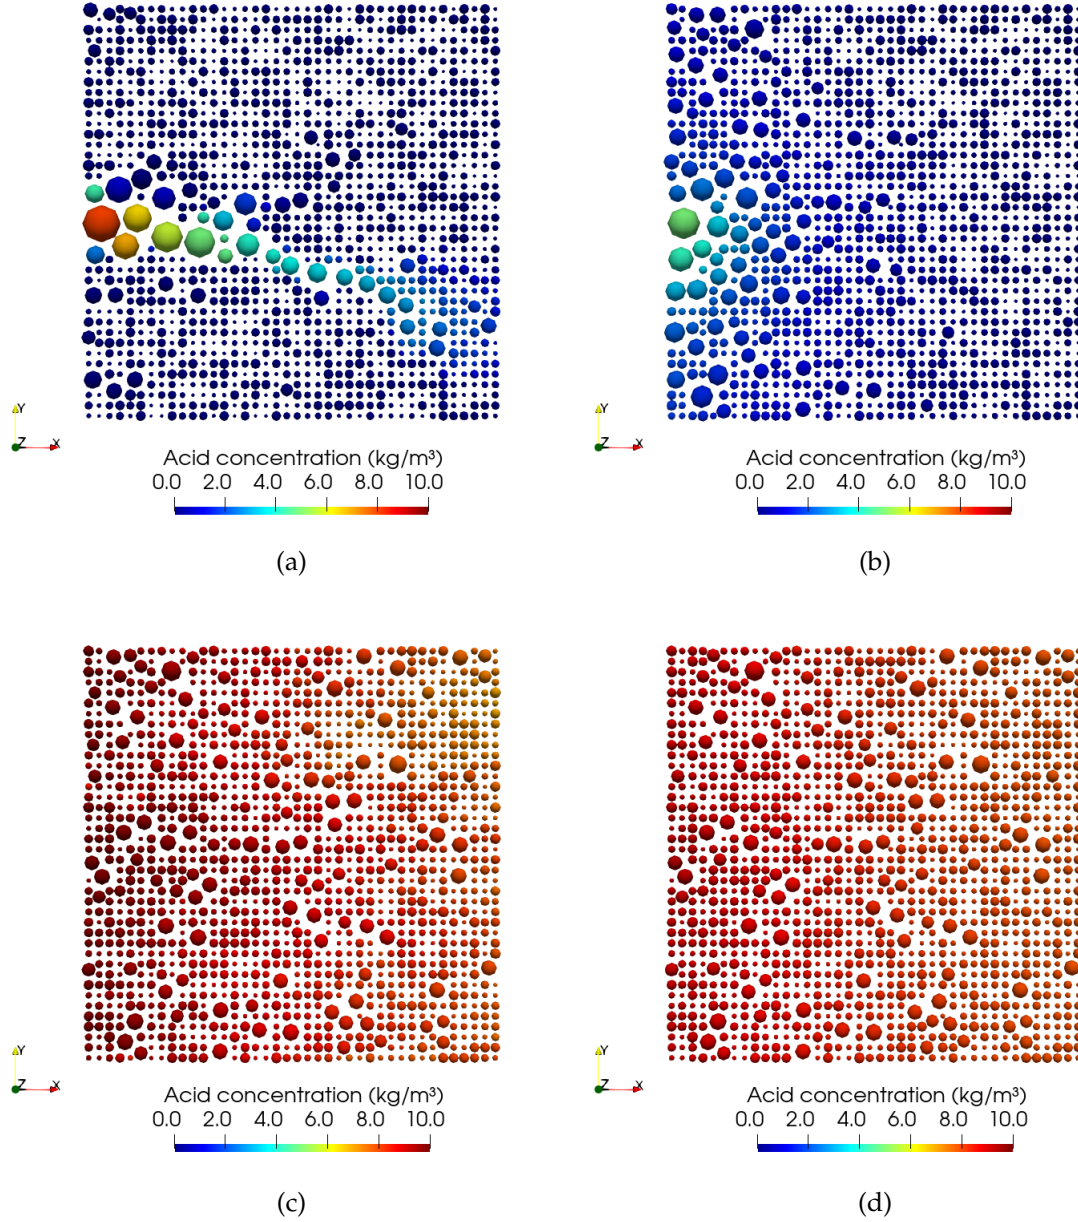 Y
Z
X
Acid concentration (kg/m³)
0.0 2.0 4.0 6.0 8.0 10.0
(a)
Y
Z
X
Acid concentration (kg/m³)
0.0 2.0 4.0 6.0 8.0 10.0
(b)
Y
Z
X
Acid concentration (kg/m³)
0.0 2.0 4.0 6.0 8.0 10.0
(c)
Y
Z
X
Acid concentration (kg/m³)
0.0 2.0 4.0 6.0 8.0 10.0
(d)